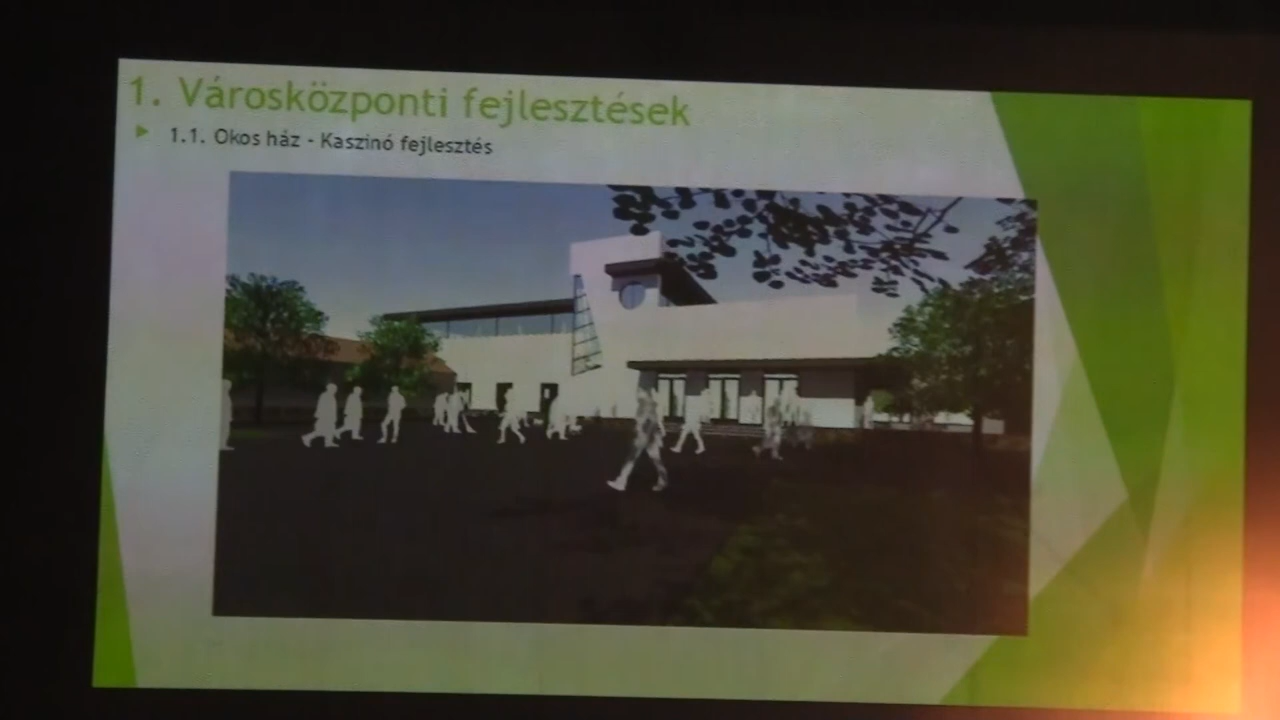 1. Városközponti fejlesztések
1.1. Okos ház - Kaszinó fejlesztés